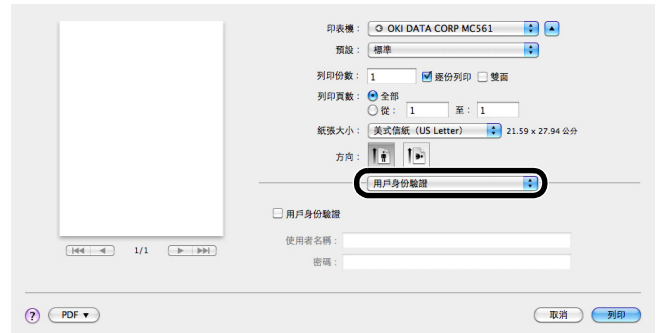 印表機： OKI DATA CORP MC561
預設： 標準
列印份數： 1 逐份列印 雙面
列印頁數： 全部
從： 1 至： 1
紙張大小： 美式信紙（US Letter） 21.59 x 27.94 公分
方向：
用戶身份驗證
用戶身份驗證
使用者名稱：
密碼：
1/1
? PDF ▼ 取消 列印